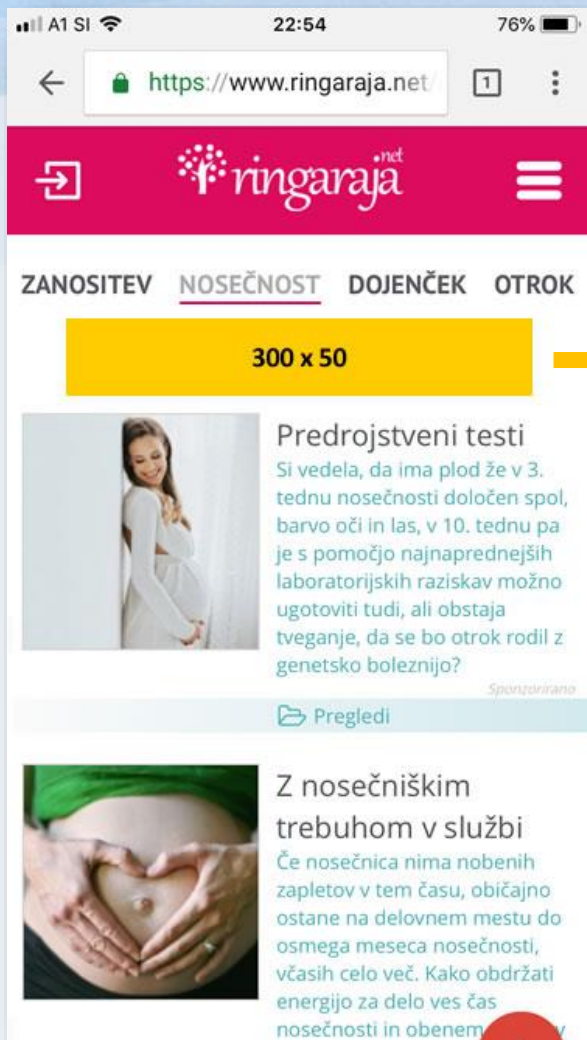 A1 SI 22:54 76%
https://www.ringaraja.net/
1
ringaraja.net
ZANOSITEV NOSEČNOST DOJENČEK OTROK
300 x 50
Predrojstveni testi
Si vedela, da ima plod že v 3.
tednu nosečnosti določen spol,
barvo oči in las, v 10. tednu pa
je s pomočjo najnaprednejših
laboratorijskih raziskav možno
ugotoviti tudi, ali obstaja
tveganje, da se bo otrok rodil z
genetsko boleznijo?
Sponzorirano
Pregledi
Z nosečniškim
trebuhom v službi
Če nosečnica nima nobenih
zapletov v tem času, običajno
ostane na delovnem mestu do
osmega meseca nosečnosti,
včasih celo več. Kako obdržati
energijo za delo ves čas
nosečnosti in obenem